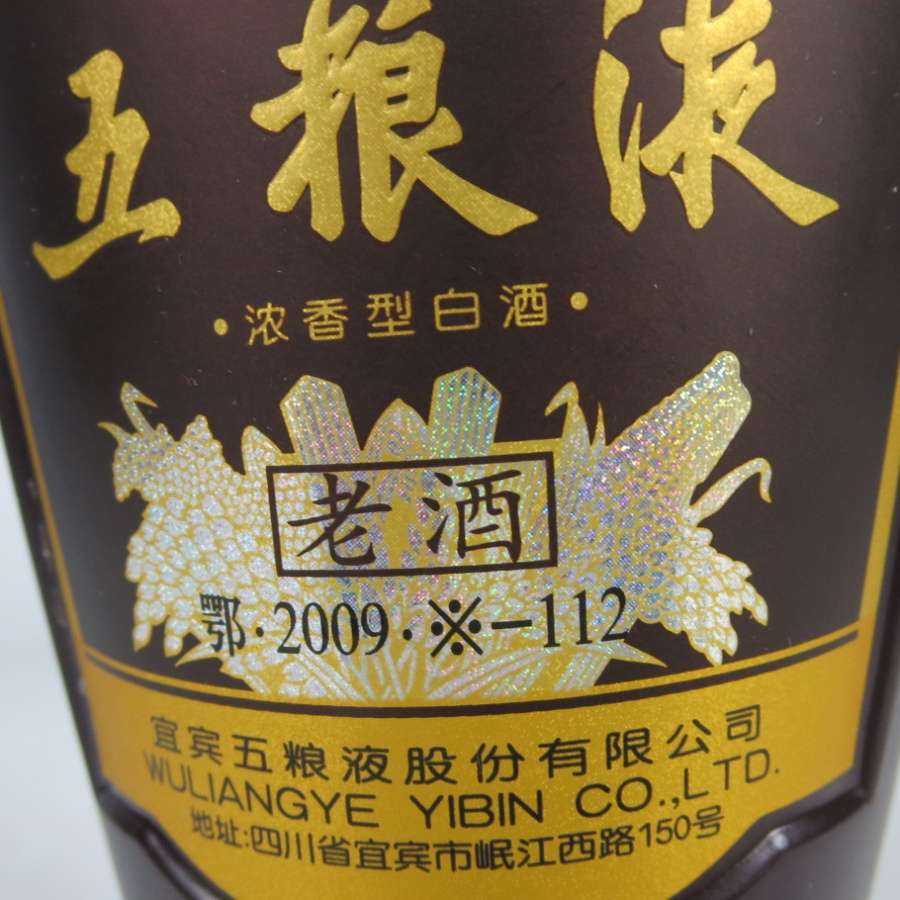 五粮液
·浓香型白酒·
老酒
鄂·2009·※-112
宜宾五粮液股份有限公司
WULIANGYE YIBIN CO.,LTD.
地址:四川省宜宾市岷江西路150号